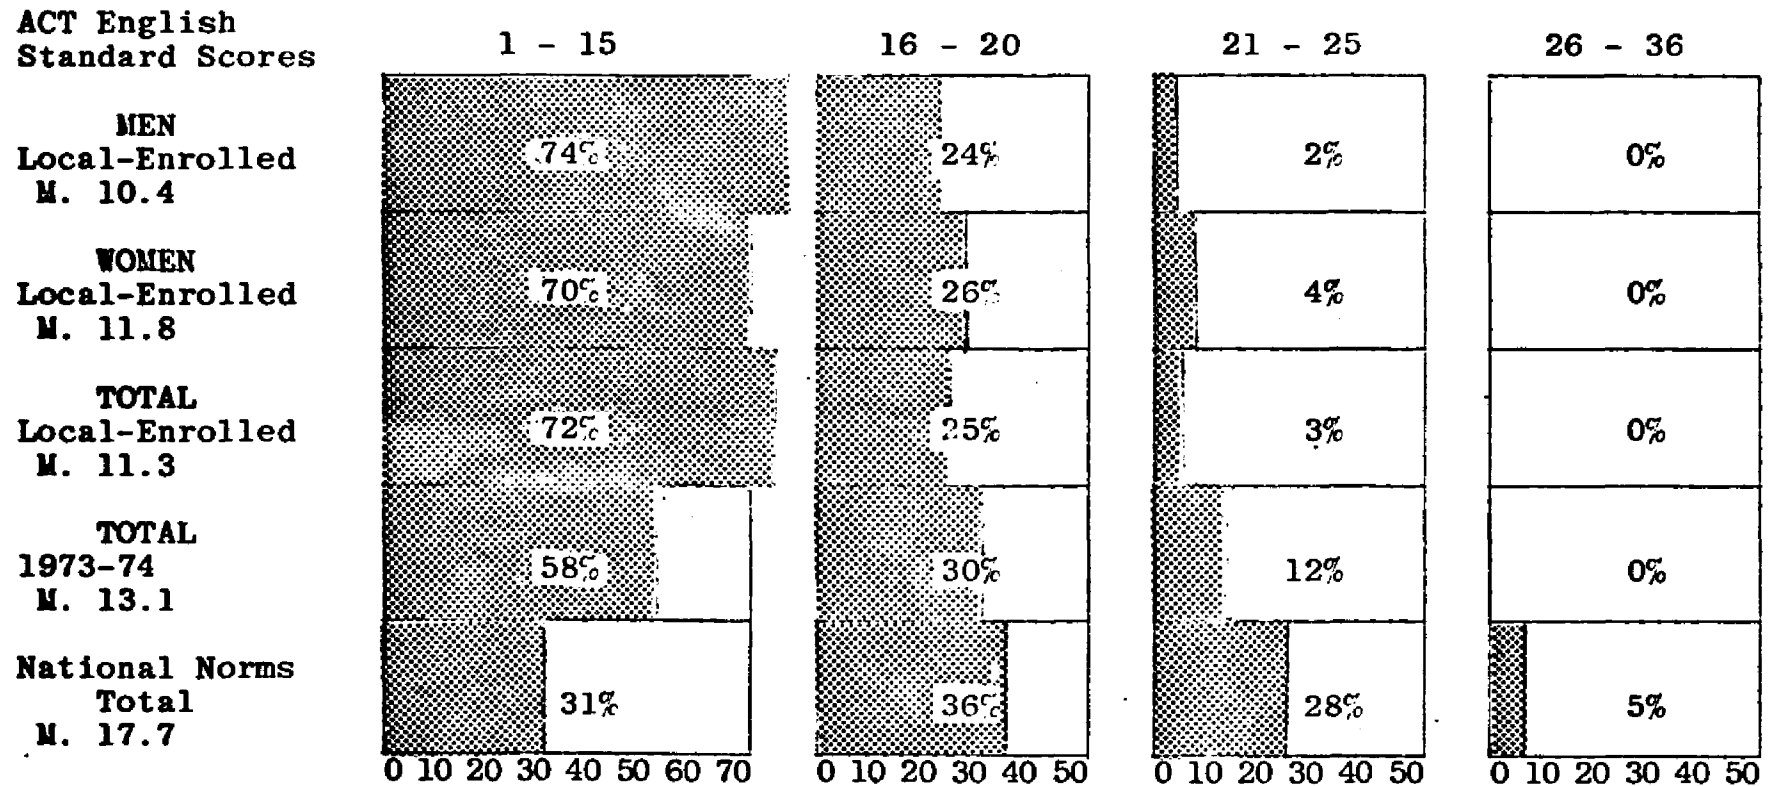 ACT English
Standard Scores
1 - 15 16 - 20 21 - 25 26 - 36
MEN
Local-Enrolled
M. 10.4
74% 24% 2% 0%
WOMEN
Local-Enrolled
M. 11.8
70% 26% 4% 0%
TOTAL
Local-Enrolled
M. 11.3
72% 25% 3% 0%
TOTAL
1973-74
M. 13.1
58% 30% 12% 0%
National Norms
Total
M. 17.7
31% 36% 28% 5%
0 10 20 30 40 50 60 70 0 10 20 30 40 50 0 10 20 30 40 50 0 10 20 30 40 50